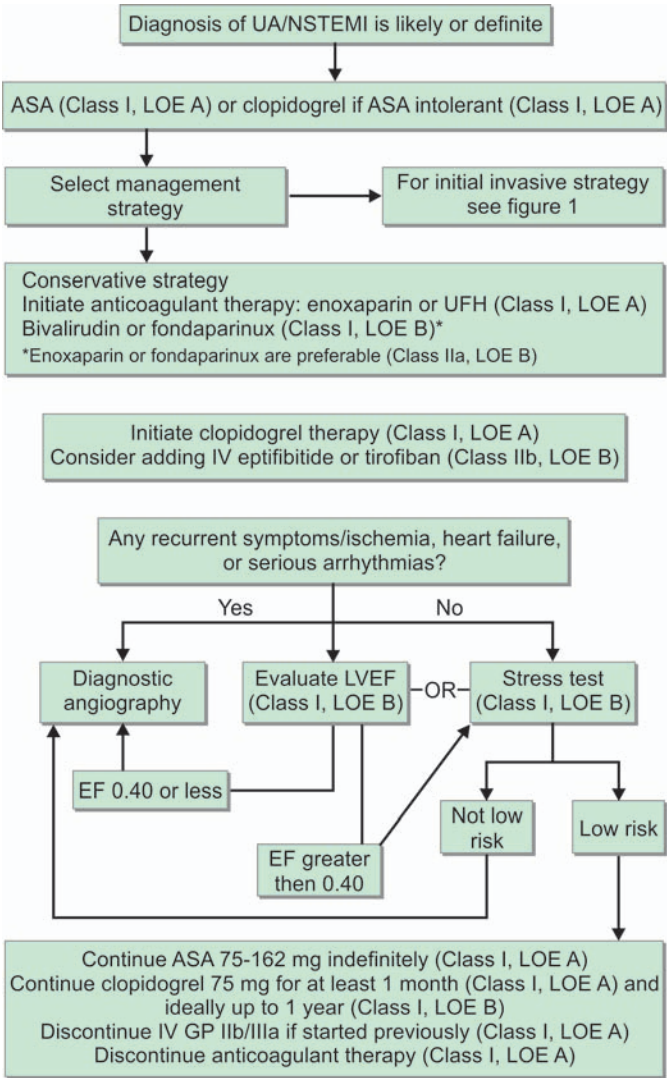 Diagnosis of UA/NSTEMI is likely or definite
ASA (Class I, LOE A) or clopidogrel if ASA intolerant (Class I, LOE A)
Select management
strategy
For initial invasive strategy
see figure 1
Conservative strategy
Initiate anticoagulant therapy: enoxaparin or UFH (Class I, LOE A)
Bivalirudin or fondaparinux (Class I, LOE B)*
*Enoxaparin or fondaparinux are preferable (Class IIa, LOE B)
Initiate clopidogrel therapy (Class I, LOE A)
Consider adding IV eptifibitide or tirofiban (Class IIb, LOE B)
Any recurrent symptoms/ischemia, heart failure,
or serious arrhythmias?
Yes
No
Diagnostic
angiography
Evaluate LVEF
(Class I, LOE B)
OR
Stress test
(Class I, LOE B)
EF 0.40 or less
EF greater
then 0.40
Not low
risk
Low risk
Continue ASA 75-162 mg indefinitely (Class I, LOE A)
Continue clopidogrel 75 mg for at least 1 month (Class I, LOE A) and
ideally up to 1 year (Class I, LOE B)
Discontinue IV GP IIb/IIIa if started previously (Class I, LOE A)
Discontinue anticoagulant therapy (Class I, LOE A)